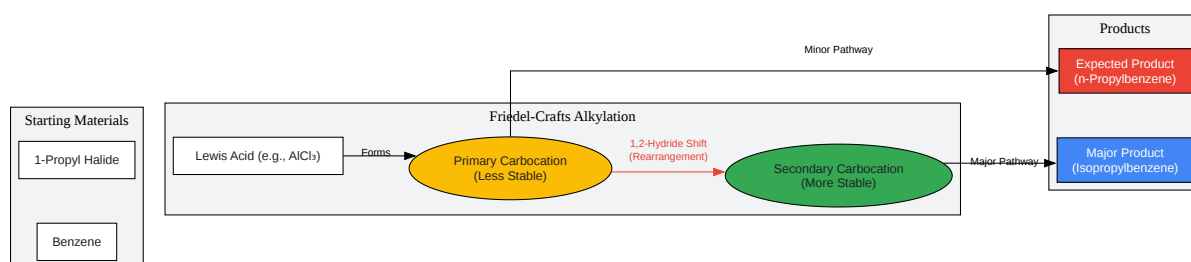 Starting Materials
1-Propyl Halide
Benzene
Friedel-Crafts Alkylation
Lewis Acid (e.g., AlCl₃)
Forms
Primary Carbocation
(Less Stable)
1,2-Hydride Shift
(Rearrangement)
Secondary Carbocation
(More Stable)
Minor Pathway
Major Pathway
Products
Expected Product
(n-Propylbenzene)
Major Product
(Isopropylbenzene)